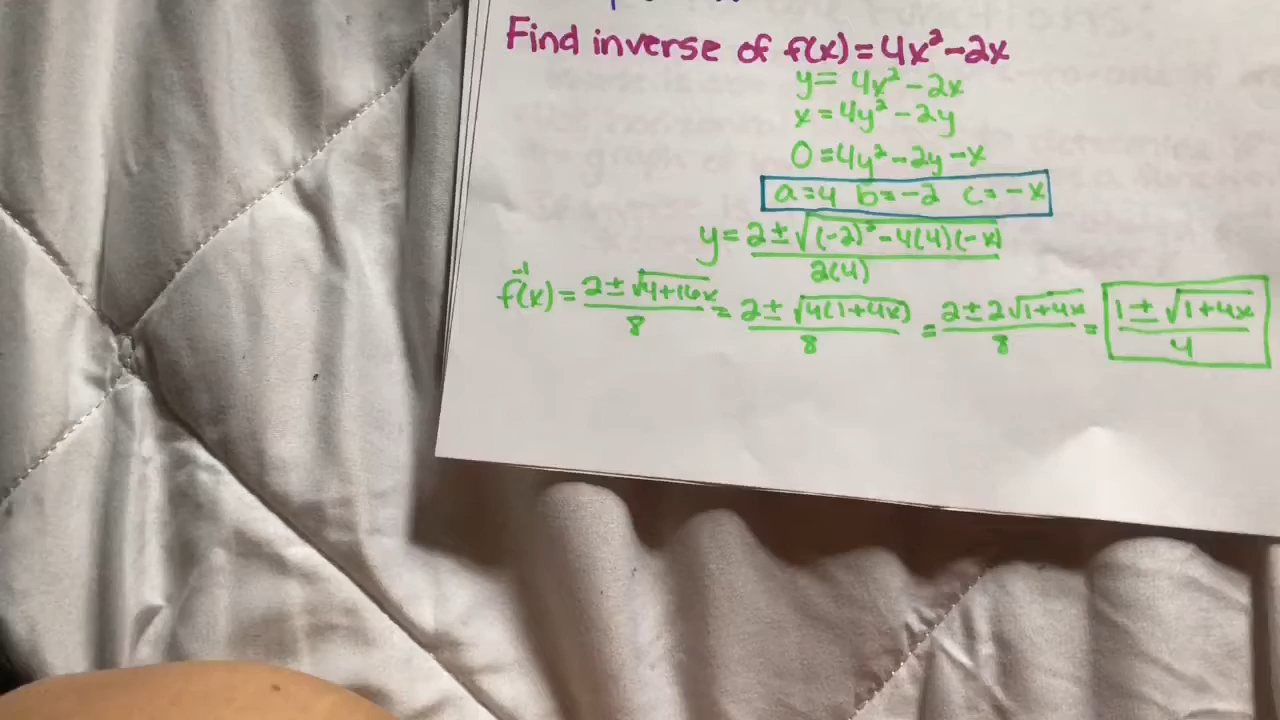 Find inverse of f(x) = 4x² - 2x
y = 4x² - 2x
x = 4y² - 2y
0 = 4y² - 2y - x
a = 4 b = -2 c = -x
y = 2 ± √(-2)² - 4(4)(-x)
2(4)
f⁻¹(x) = 2 ± √4+16x / 8 = 2 ± √4(1+4x) / 8 = 2 ± 2√1+4x / 8 = 1 ± √1+4x / 4